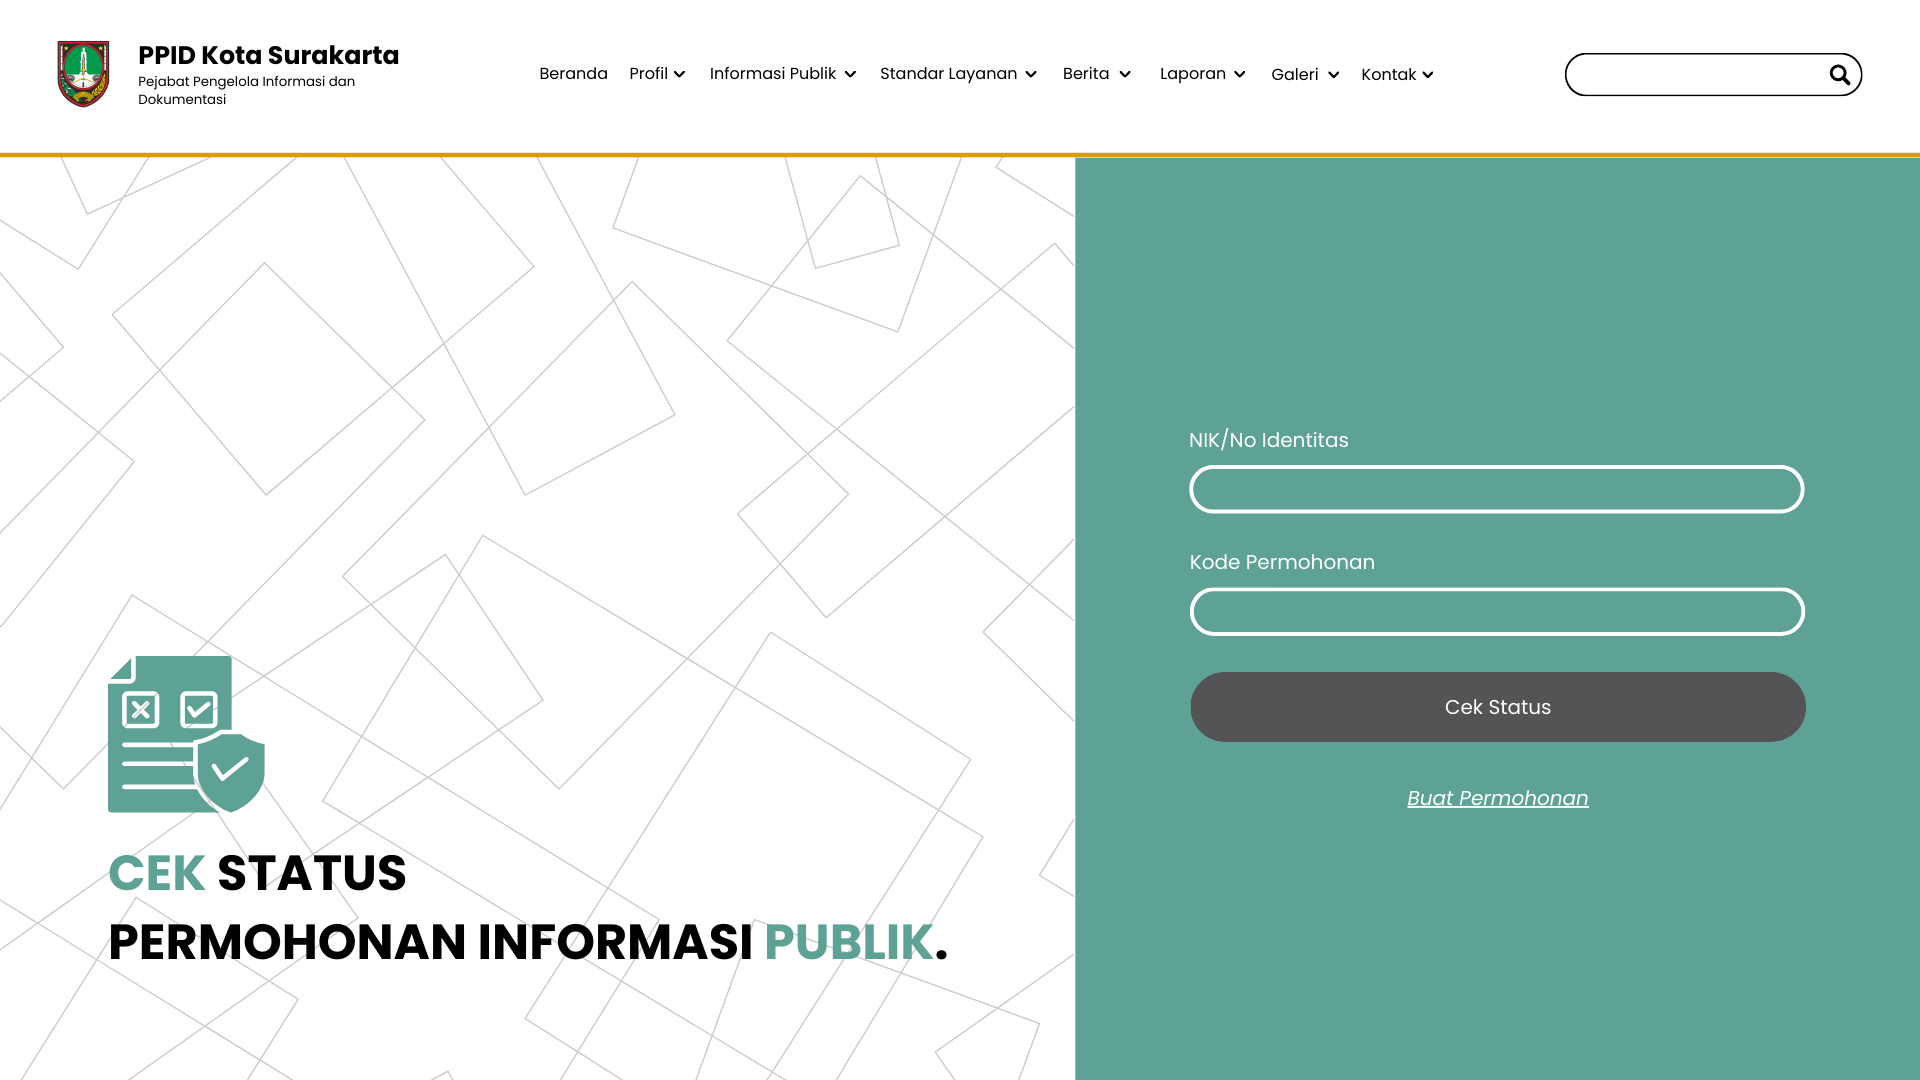 PPID Kota Surakarta
Pejabat Pengelola Informasi dan
Dokumentasi
Beranda Profil Informasi Publik Standar Layanan Berita Laporan Galeri Kontak
NIK/No Identitas
Kode Permohonan
Cek Status
Buat Permohonan
CEK STATUS
PERMOHONAN INFORMASI PUBLIK.